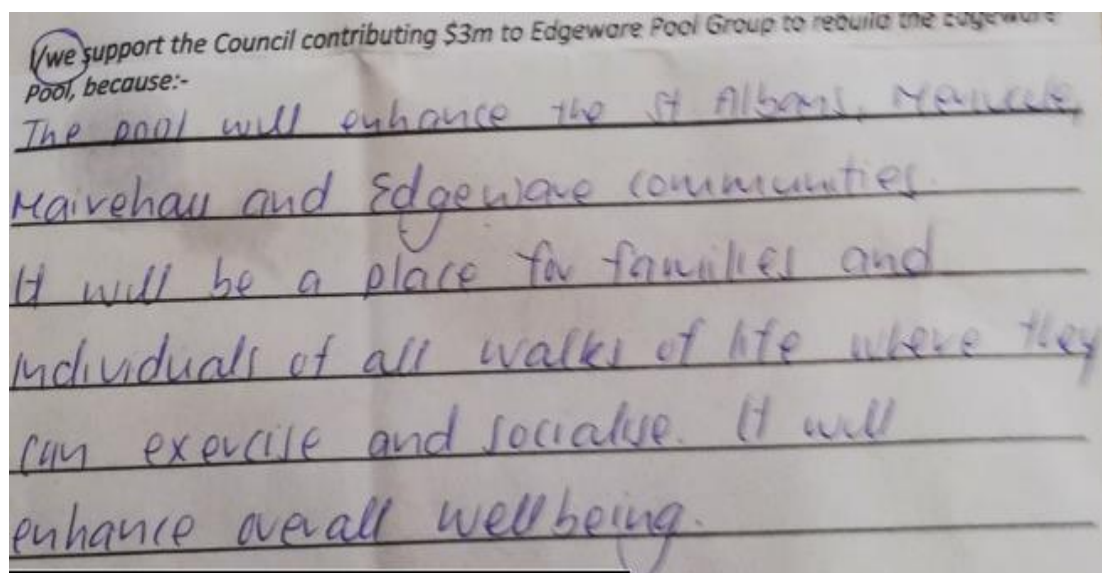 I/we support the Council contributing $3m to Edgeware Pool Group to rebuild the Edgeware
Pool, because:-
The pool will enhance the St Albans, Merivale,
Mairehau and Edgeware communities.
It will be a place for families and
individuals of all walks of life where they
can exercise and socialise. It will
enhance overall wellbeing.